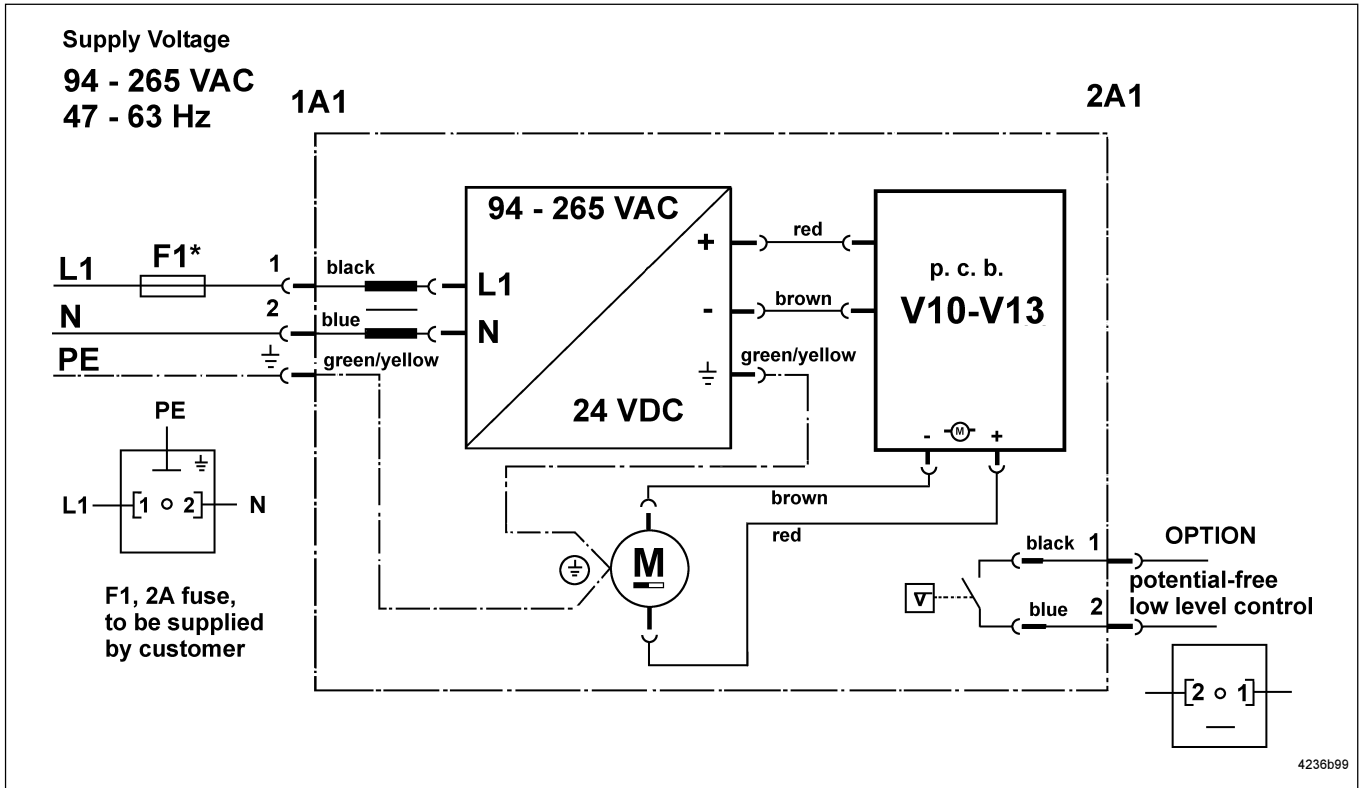 Supply Voltage
94 - 265 VAC
47 - 63 Hz
1A1
2A1
94 - 265 VAC
L1
F1*
1
black
L1
+
red
p. c. b.
V10-V13
N
2
blue
N
-
brown
PE
green/yellow
green/yellow
24 VDC
- M +
PE
L1
1
2
N
brown
red
M
F1, 2A fuse,
to be supplied
by customer
black
1
OPTION
potential-free
low level control
blue
2
2
1
4236b99